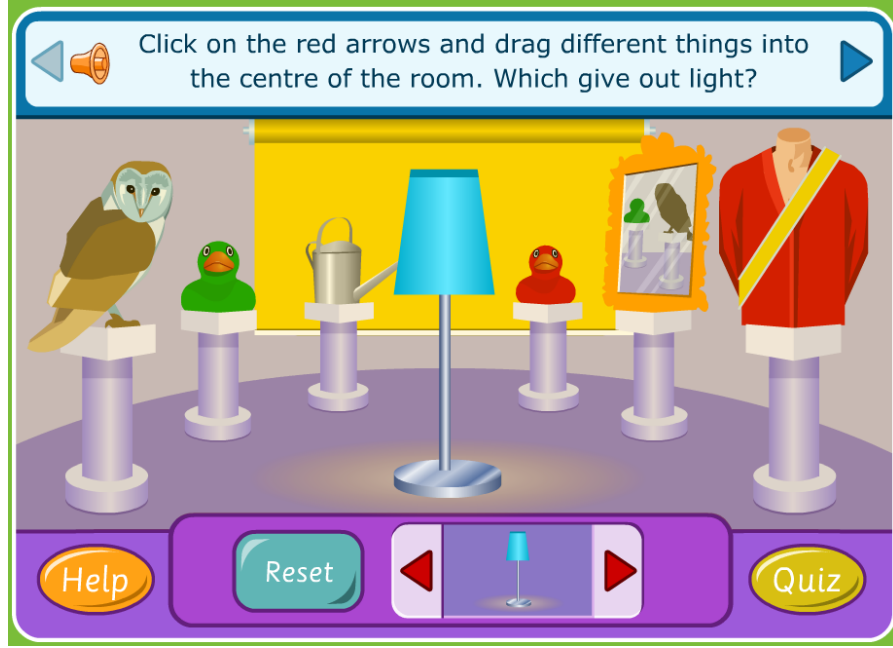 Click on the red arrows and drag different things into
the centre of the room. Which give out light?
Help
Reset
Quiz